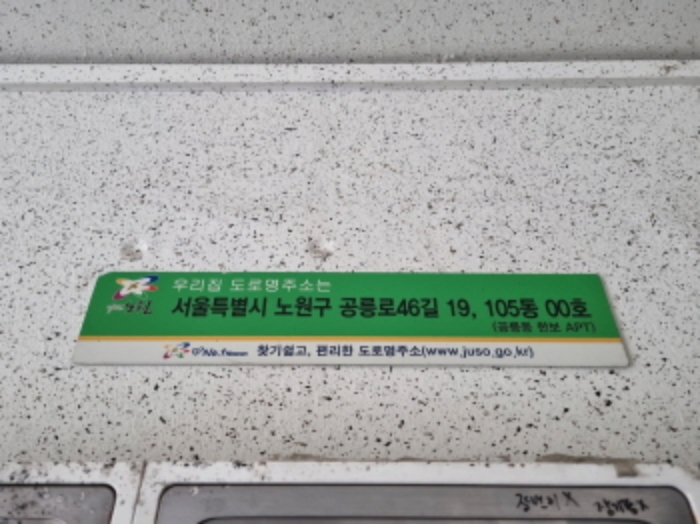 우리집 도로명주소는
서울특별시 노원구 공릉로46길 19, 105동 00호
(공릉동 한보 APT)
찾기쉽고, 편리한 도로명주소(www.juso.go.kr)